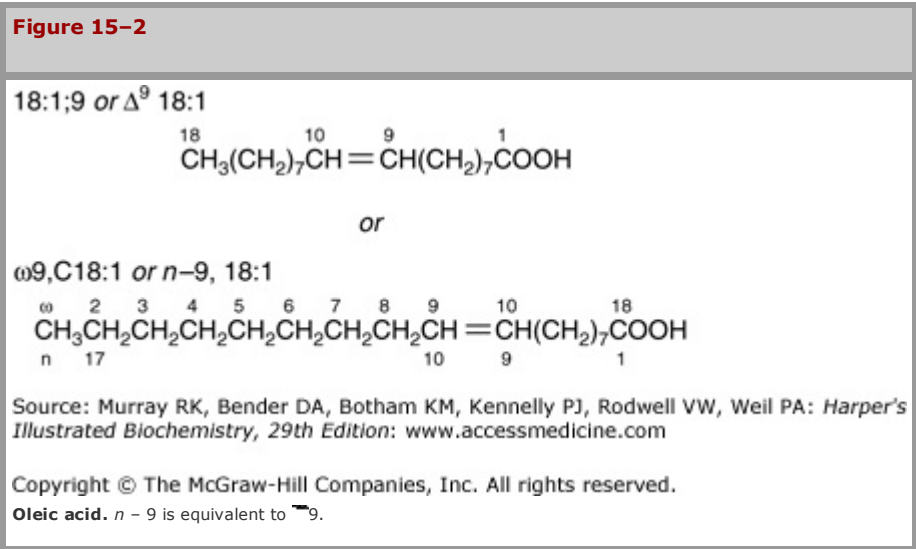 Figure 15–2
18:1;9 or Δ⁹ 18:1
18 10 9 1
CH₃(CH₂)₇CH=CH(CH₂)₇COOH
or
ω9,C18:1 or n–9, 18:1
ω 2 3 4 5 6 7 8 9 10 18
CH₃CH₂CH₂CH₂CH₂CH₂CH₂CH₂CH=CH(CH₂)₇COOH
n 17 10 9 1
Source: Murray RK, Bender DA, Botham KM, Kennelly PJ, Rodwell VW, Weil PA: Harper's
Illustrated Biochemistry, 29th Edition: www.accessmedicine.com
Copyright © The McGraw-Hill Companies, Inc. All rights reserved.
Oleic acid. n – 9 is equivalent to 9.